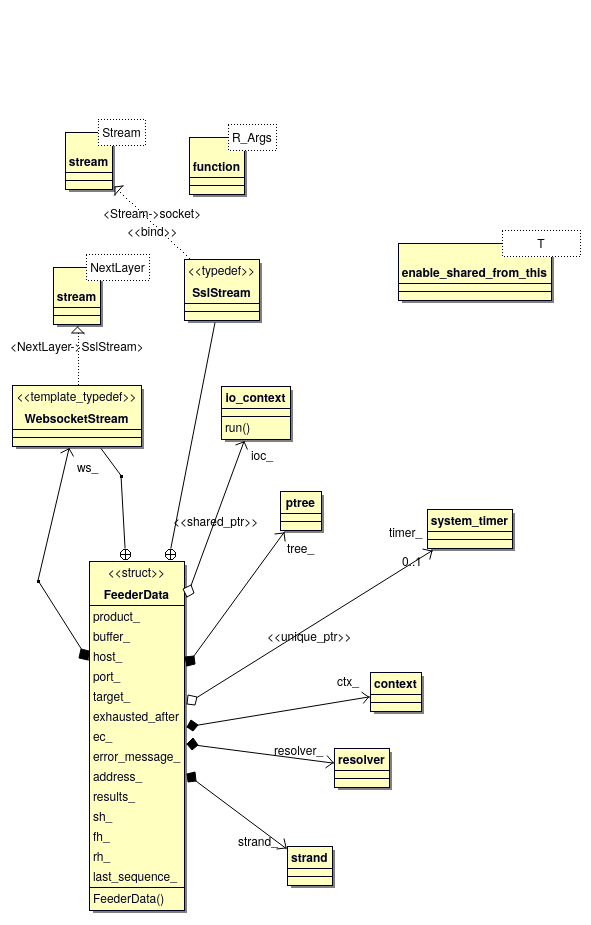 Stream
stream
R_Args
function
<Stream->socket>
<<bind>>
T
enable_shared_from_this
NextLayer
stream
<<typedef>>
SslStream
<NextLayer->SslStream>
<<template_typedef>>
WebsocketStream
io_context
run()
ws_
ioc_
ptree
<<shared_ptr>>
tree_
system_timer
timer_
0..1
<<struct>>
FeederData
product_
buffer_
host_
port_
target_
exhausted_after
ec_
error_message_
address_
results_
sh_
fh_
rh_
last_sequence_
FeederData()
<<unique_ptr>>
ctx_
context
resolver_
resolver
strand_
strand